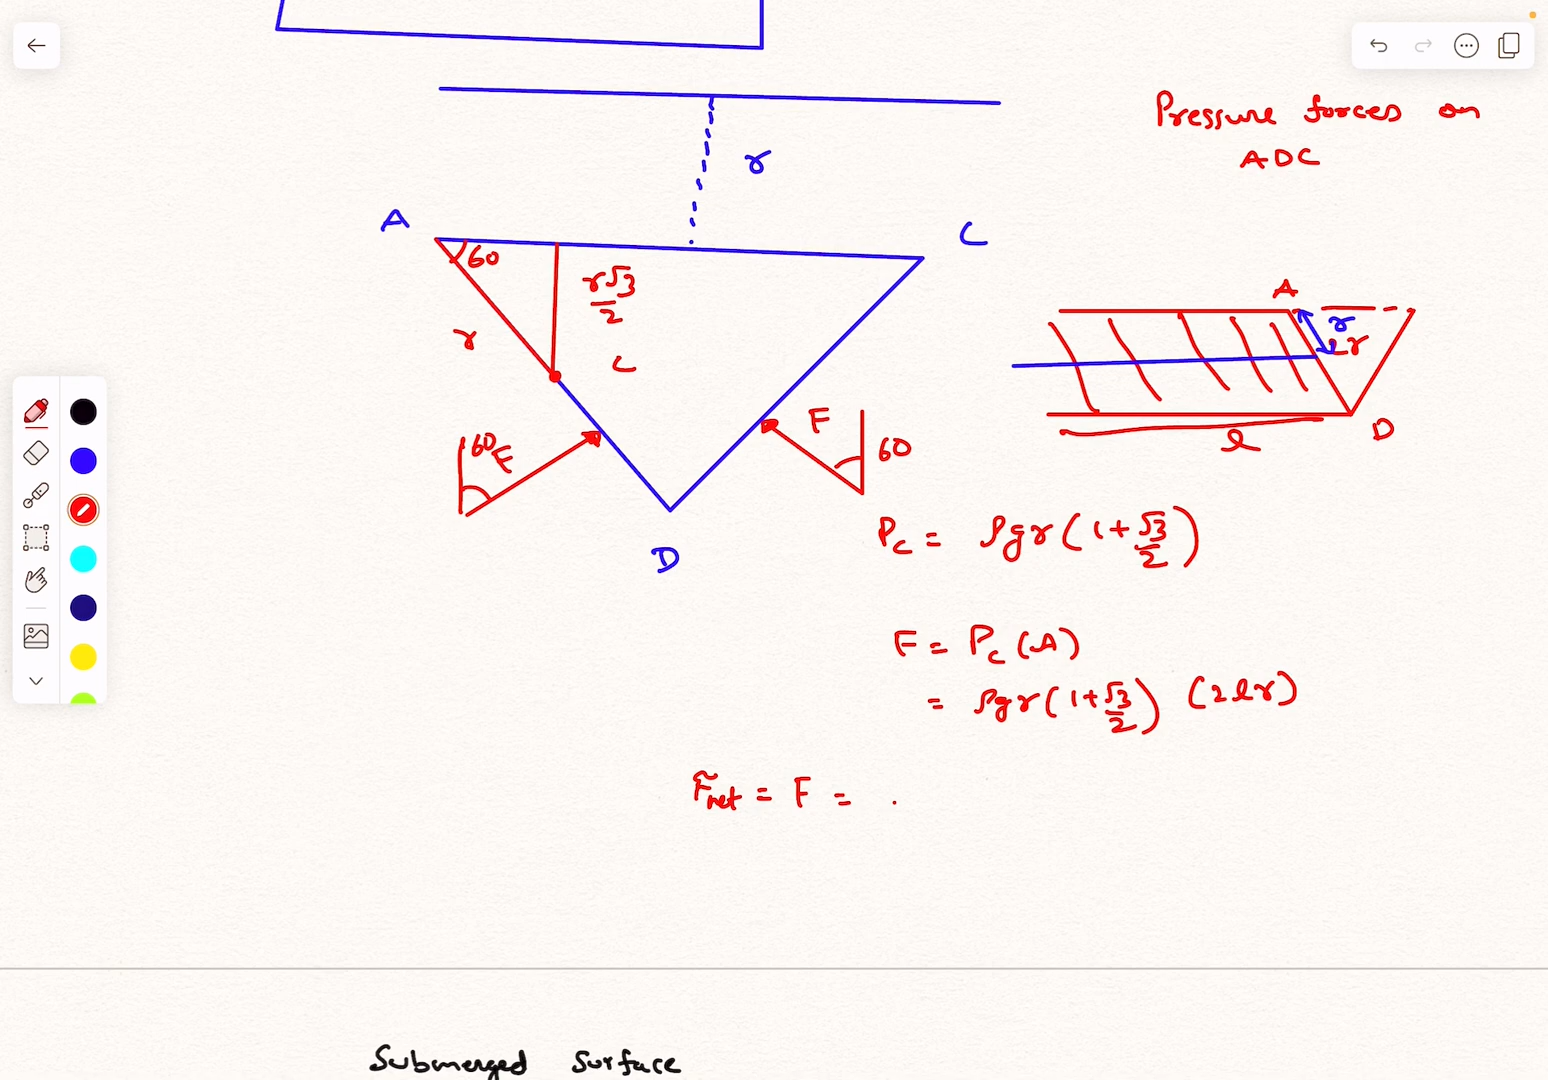 Pressure forces on
ADC
r
A
C
60
r√3/2
r
c
A
r
r
60
F
F
60
D
l
D
P_c = ρgr(1+√3/2)
F = P_c (A)
= ρgr(1+√3/2) (2lr)
F_net = F = .
Submerged Surface